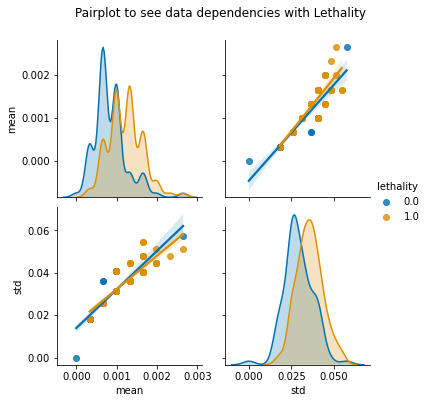 Pairplot to see data dependencies with Lethality
mean
0.002
0.001
0.000
lethality
0.0
1.0
std
0.06
0.04
0.02
0.00
0.000 0.001 0.002 0.003
mean
0.000 0.025 0.050
std